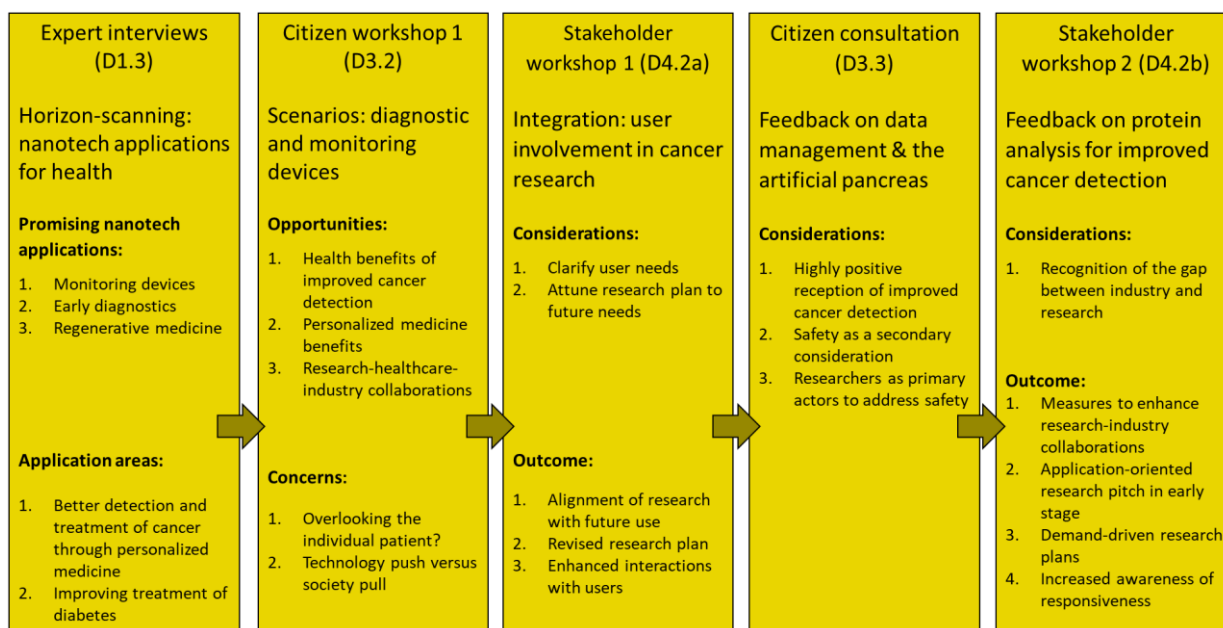 Expert interviews
(D1.3)
Horizon-scanning:
nanotech applications
for health
Promising nanotech
applications:
1. Monitoring devices
2. Early diagnostics
3. Regenerative medicine
Application areas:
1. Better detection and
treatment of cancer
through personalized
medicine
2. Improving treatment of
diabetes
Citizen workshop 1
(D3.2)
Scenarios: diagnostic
and monitoring
devices
Opportunities:
1. Health benefits of
improved cancer
detection
2. Personalized medicine
benefits
3. Research-healthcare-
industry collaborations
Concerns:
1. Overlooking the
individual patient?
2. Technology push versus
society pull
Stakeholder
workshop 1 (D4.2a)
Integration: user
involvement in cancer
research
Considerations:
1. Clarify user needs
2. Attune research plan to
future needs
Outcome:
1. Alignment of research
with future use
2. Revised research plan
3. Enhanced interactions
with users
Citizen consultation
(D3.3)
Feedback on data
management & the
artificial pancreas
Considerations:
1. Highly positive
reception of improved
cancer detection
2. Safety as a secondary
consideration
3. Researchers as primary
actors to address safety
Stakeholder
workshop 2 (D4.2b)
Feedback on protein
analysis for improved
cancer detection
Considerations:
1. Recognition of the gap
between industry and
research
Outcome:
1. Measures to enhance
research-industry
collaborations
2. Application-oriented
research pitch in early
stage
3. Demand-driven research
plans
4. Increased awareness of
responsiveness